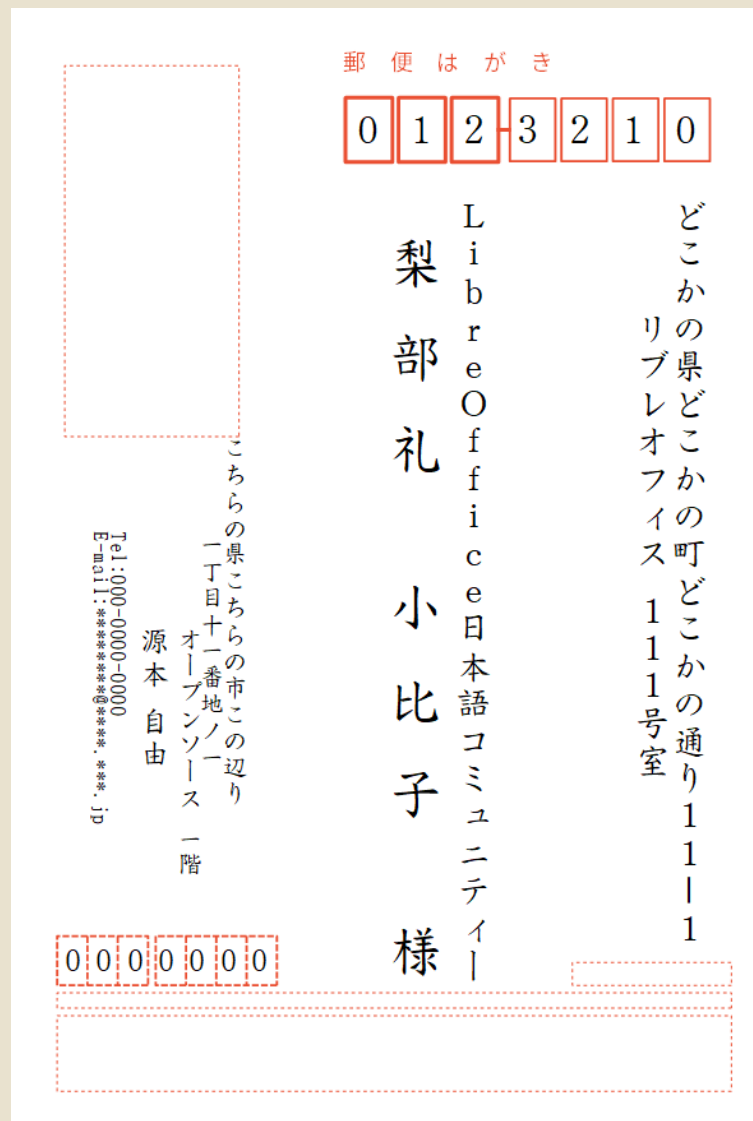 郵便はがき
012-3210
どこかの県どこかの町どこかの通り11ー1
リブレオフィス 111号室
LibreOffice日本語コミュニティー
梨部礼 小比子 様
こちらの県こちらの市この辺り
一丁目十一番地ノ一
オープンソース 一階
源本 自由
Tel:000-0000-0000
E-mail:*********@****.***.jp
0000000